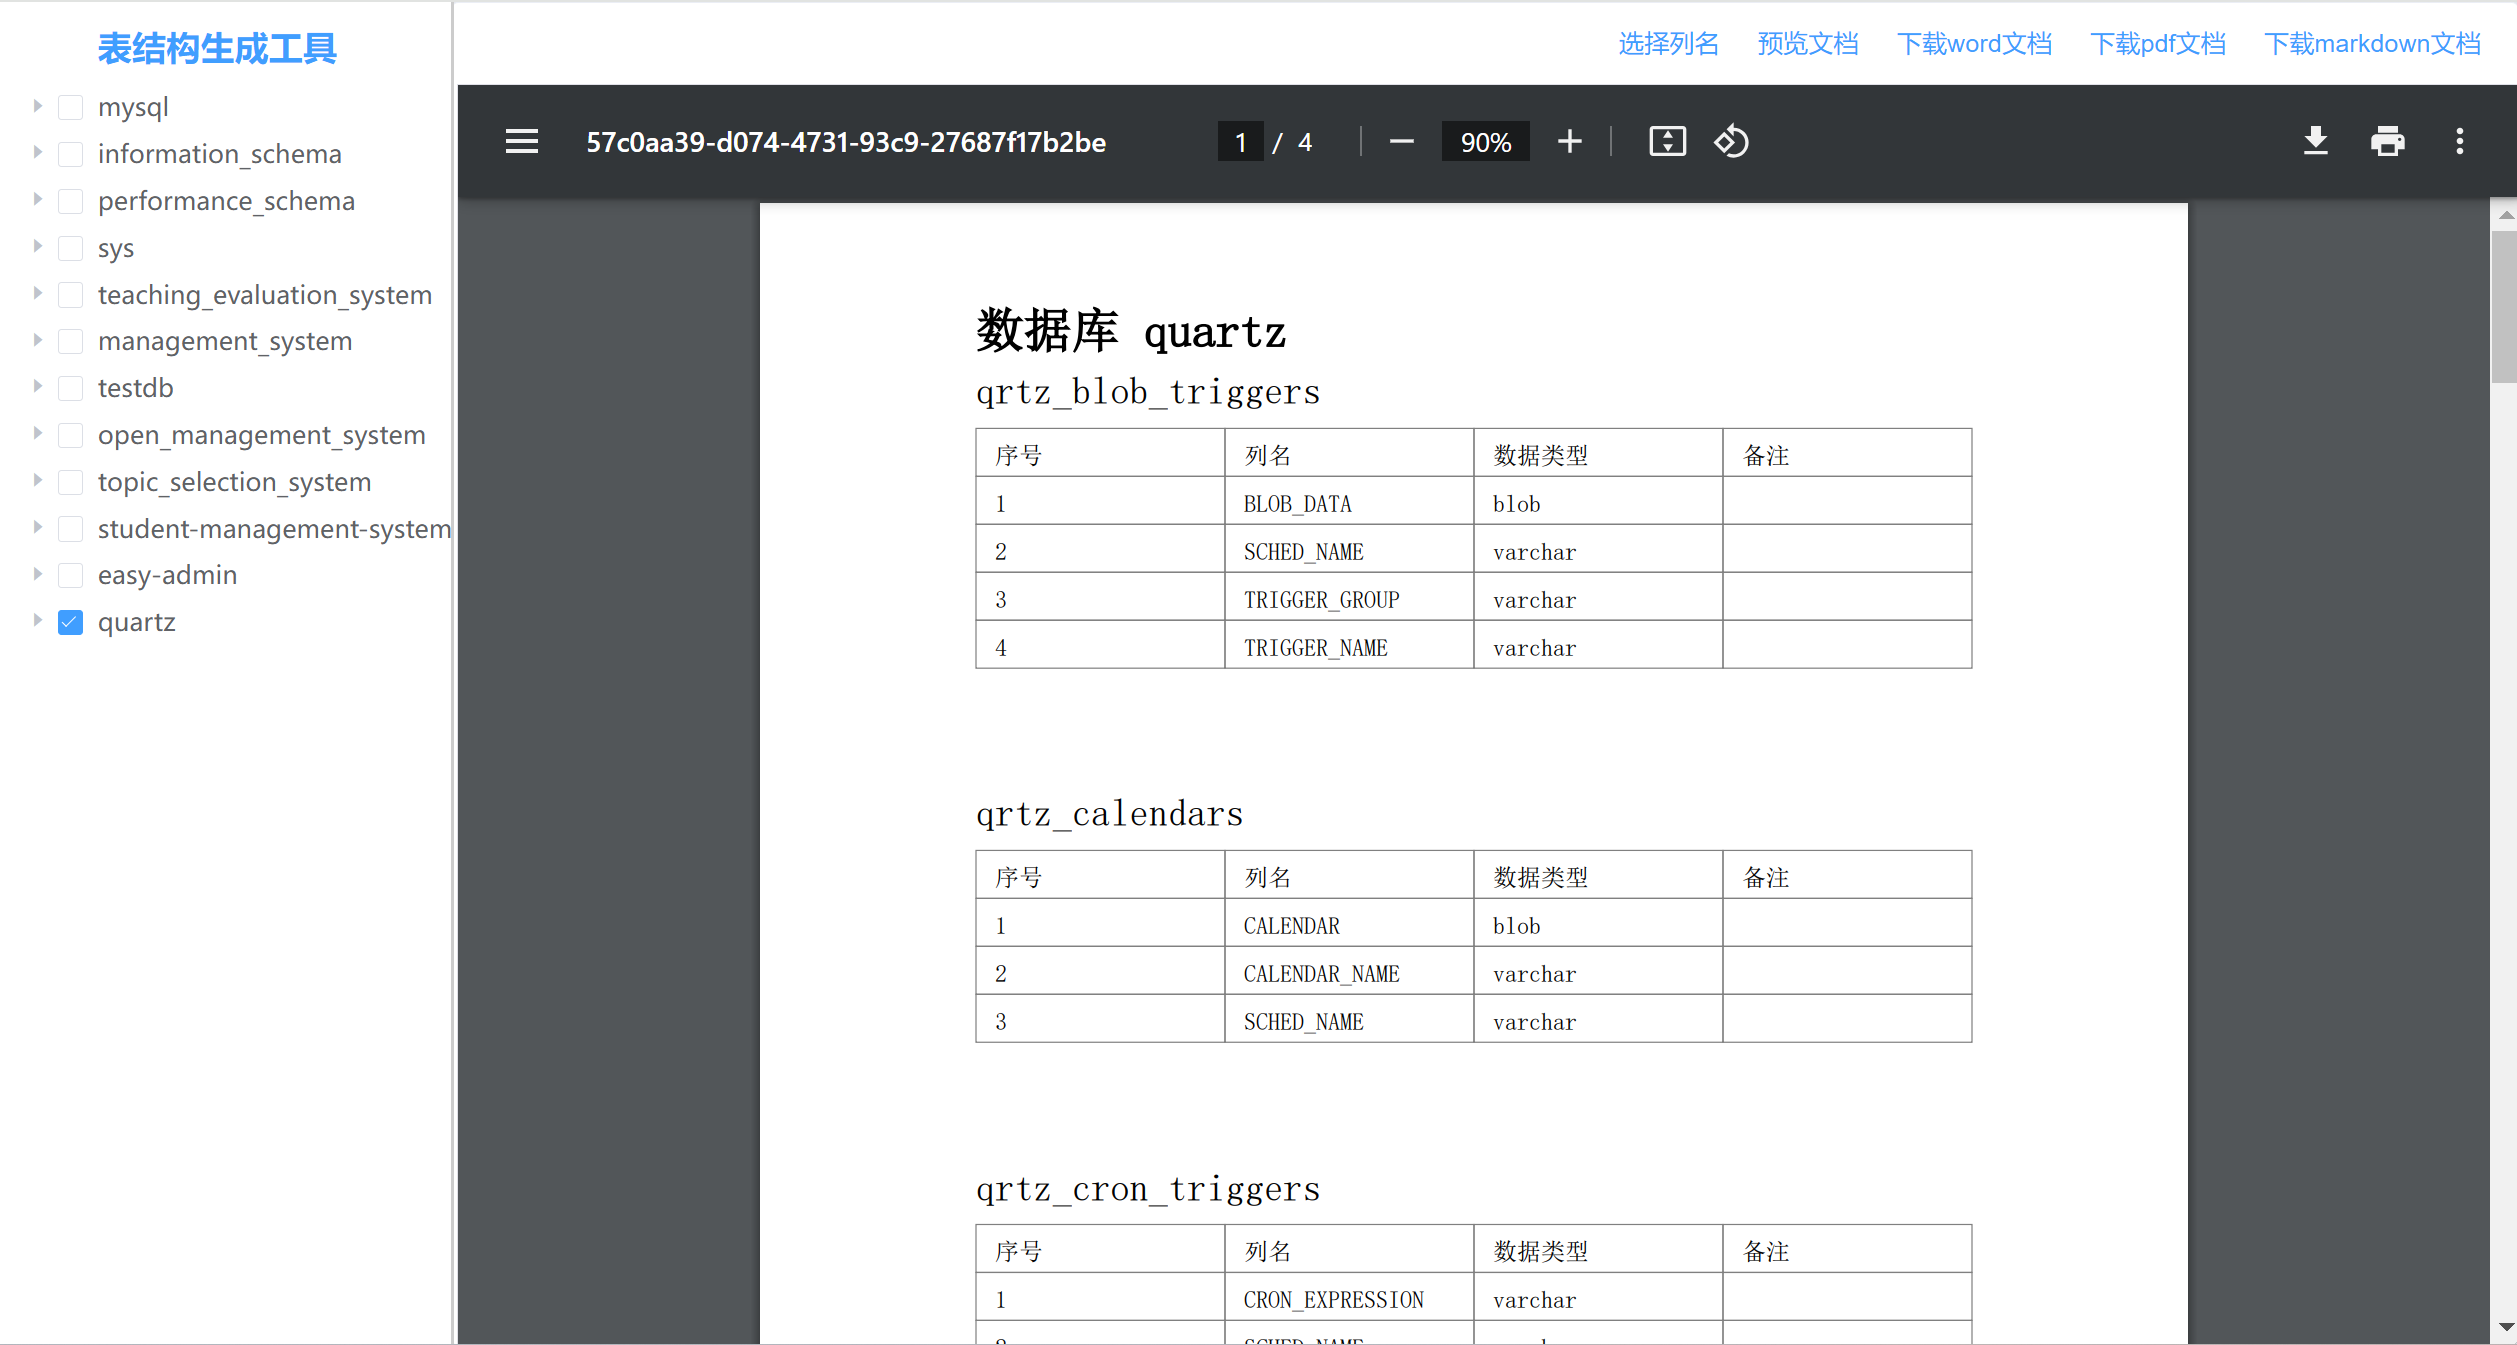 表结构生成工具
mysql
information_schema
performance_schema
sys
teaching_evaluation_system
management_system
testdb
open_management_system
topic_selection_system
student-management-system
easy-admin
quartz
选择列名 预览文档 下载word文档 下载pdf文档 下载markdown文档
57c0aa39-d074-4731-93c9-27687f17b2be 1 / 4 90%
数据库 quartz
qrtz_blob_triggers
序号 列名 数据类型 备注
1 BLOB_DATA blob
2 SCHED_NAME varchar
3 TRIGGER_GROUP varchar
4 TRIGGER_NAME varchar
qrtz_calendars
序号 列名 数据类型 备注
1 CALENDAR blob
2 CALENDAR_NAME varchar
3 SCHED_NAME varchar
qrtz_cron_triggers
序号 列名 数据类型 备注
1 CRON_EXPRESSION varchar